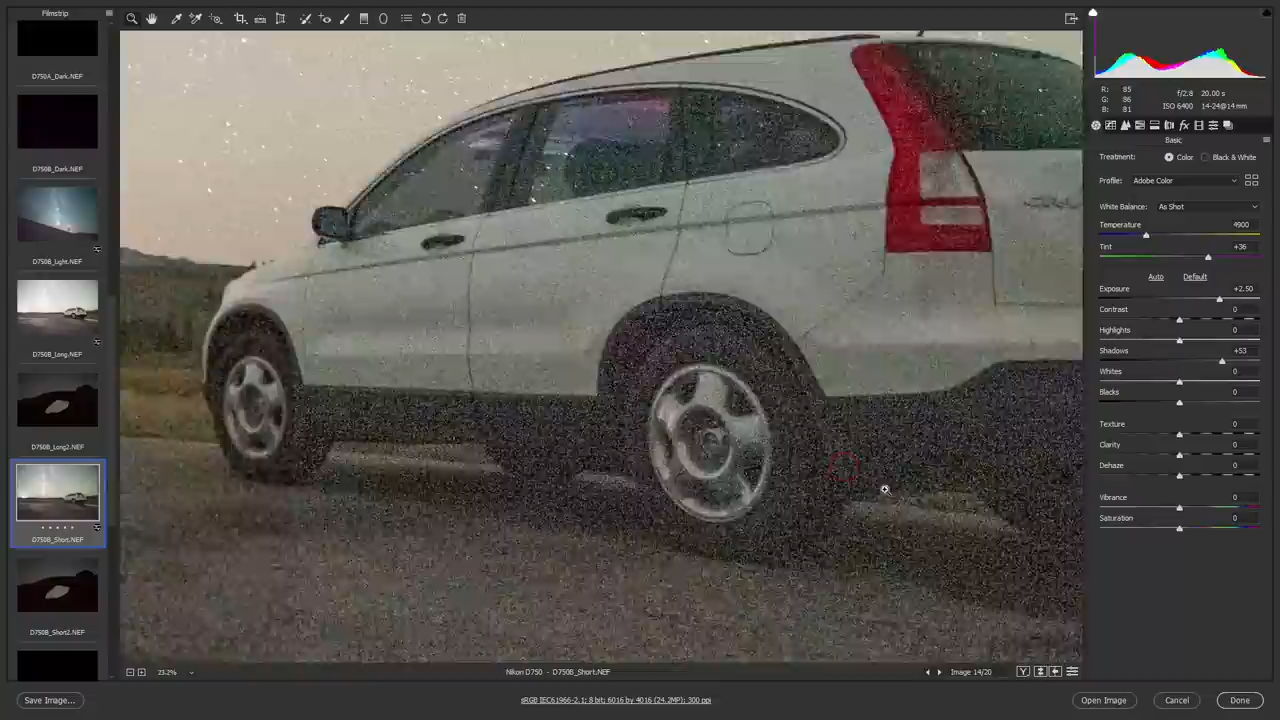 Filmstrip
D750A_Dark.NEF
D750B_Dark.NEF
D750B_Light.NEF
D750B_Long.NEF
D750B_Long2.NEF
D750B_Short.NEF
D750B_Short2.NEF
23.2%
Nikon D750 - D750B_Short.NEF
Image 14/20
Y
Save Image...
sRGB IEC61966-2.1; 8 bit; 6016 by 4016 (24.2MP); 300 ppi
Open Image
Cancel
Done
R: 85
G: 86
B: 81
f/2.8 20.00 s
ISO 6400 14-24@14 mm
fx
Basic
Treatment: Color Black & White
Profile: Adobe Color
White Balance: As Shot
Temperature 4900
Tint +36
Auto Default
Exposure +2.50
Contrast 0
Highlights 0
Shadows +53
Whites 0
Blacks 0
Texture 0
Clarity 0
Dehaze 0
Vibrance 0
Saturation 0